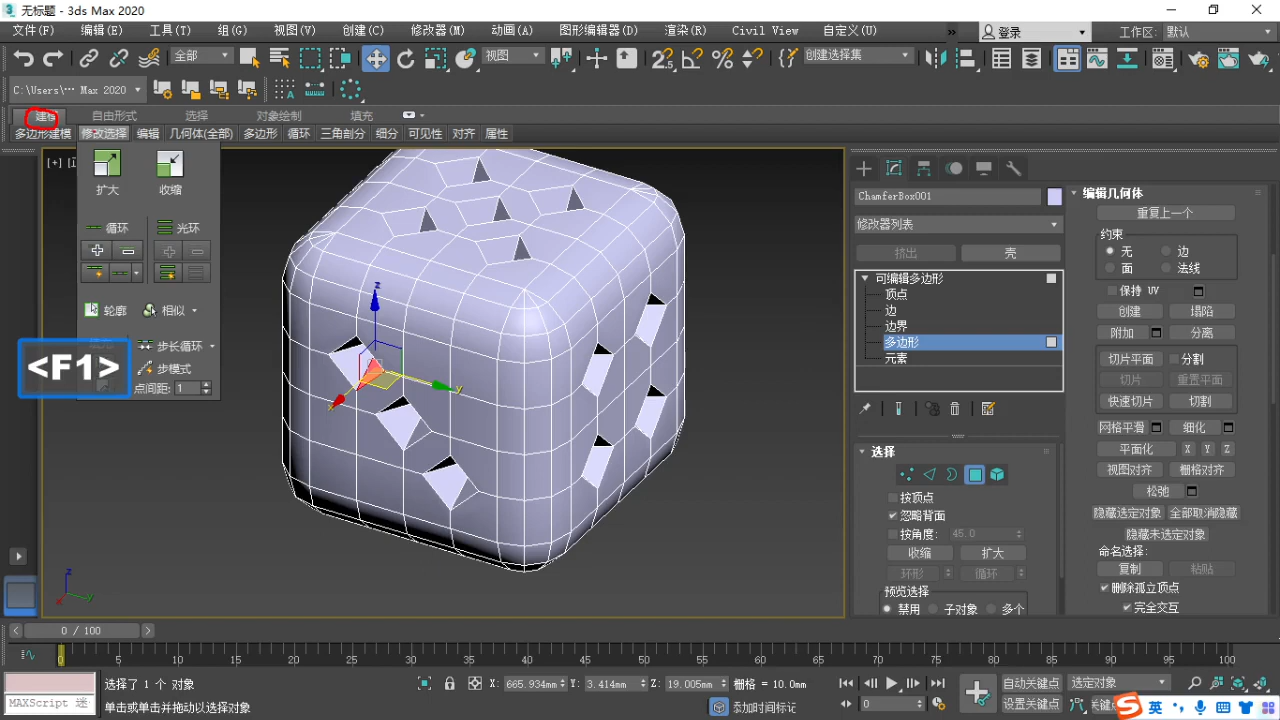 无标题 - 3ds Max 2020
文件(F) 编辑(E) 工具(T) 组(G) 视图(V) 创建(C) 修改器(M) 动画(A) 图形编辑器(D) 渲染(R) Civil View 自定义(U) » 登录 工作区: 默认
全部 视图 创建选择集
C:\Users\··· Max 2020
建模 自由形式 选择 对象绘制 填充
多边形建模 修改选择 编辑 几何体(全部) 多边形 循环 三角剖分 细分 可见性 对齐 属性
扩大 收缩
循环 光环
轮廓 相似
步长循环
步模式
点间距: 1
<F1>
[+]
z
y
x
z
x y
ChamferBox001
修改器列表
挤出 壳
可编辑多边形
顶点
边
边界
多边形
元素
选择
按顶点
忽略背面
按角度: 45.0
收缩 扩大
环形 循环
预览选择
禁用 子对象 多个
编辑几何体
重复上一个
约束
无 边
面 法线
保持 UV
创建 塌陷
附加 分离
切片平面 分割
切片 重置平面
快速切片 切割
网格平滑 细化
平面化 X Y Z
视图对齐 栅格对齐
松弛
隐藏选定对象 全部取消隐藏
隐藏未选定对象
命名选择:
复制 粘贴
删除孤立顶点
完全交互
0 / 100
0 5 10 15 20 25 30 35 40 45 50 55 60 65 70 75 80 85 90 95 100
选择了 1 个 对象 X: 665.934mm Y: 3.414mm Z: 19.005mm 栅格 = 10.0mm 自动关键点 选定对象
MAXScript 迷 单击或单击并拖动以选择对象 添加时间标记 0 设置关键点 关键点 英